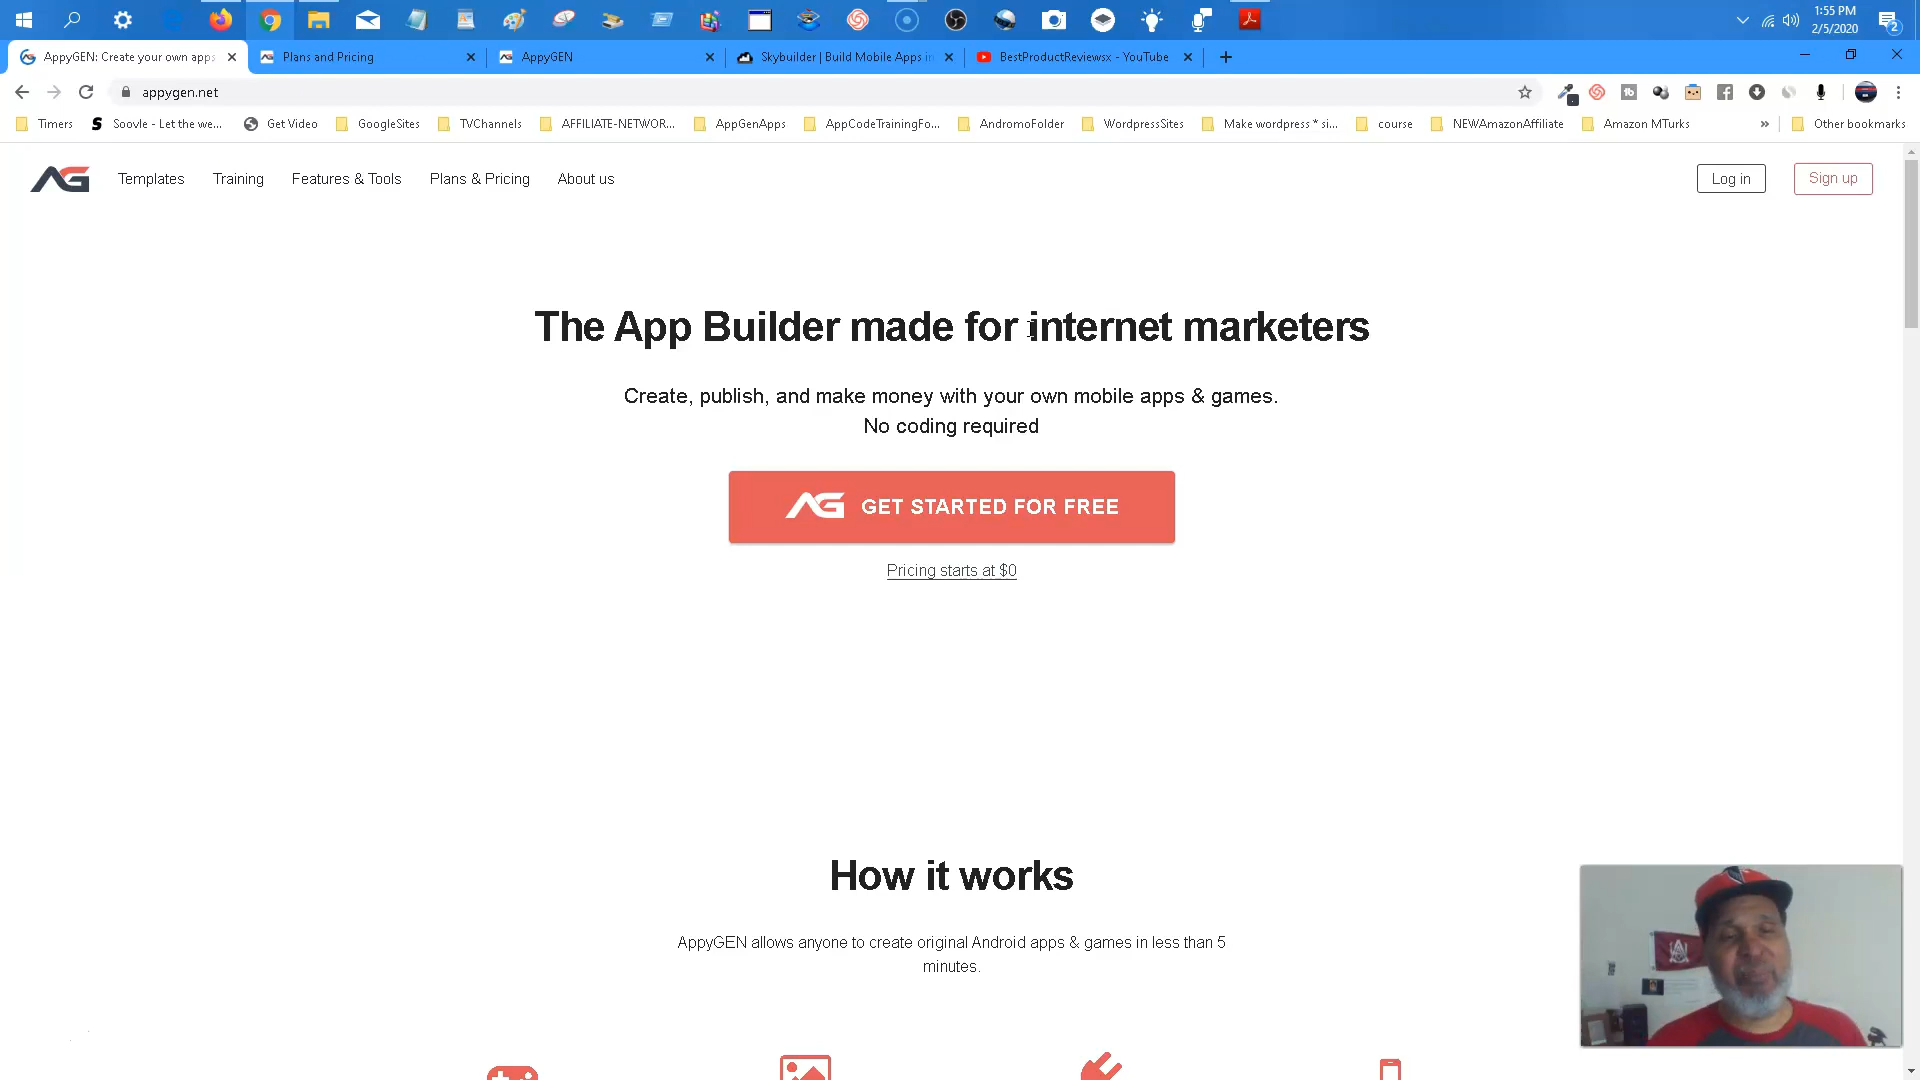 1:55 PM
2/5/2020
2
AppyGEN: Create your own apps
Plans and Pricing
AppyGEN
Skybuilder | Build Mobile Apps in
BestProductReviewsx - YouTube
appygen.net
Timers
Soovle - Let the we...
Get Video
GoogleSites
TVChannels
AFFILIATE-NETWOR...
AppGenApps
AppCodeTrainingFo...
AndromoFolder
WordpressSites
Make wordpress * si...
course
NEWAmazonAffiliate
Amazon MTurks
»
Other bookmarks
AG
Templates
Training
Features & Tools
Plans & Pricing
About us
Log in
Sign up
The App Builder made for internet marketers
Create, publish, and make money with your own mobile apps & games.
No coding required
AG GET STARTED FOR FREE
Pricing starts at $0
How it works
AppyGEN allows anyone to create original Android apps & games in less than 5
minutes.